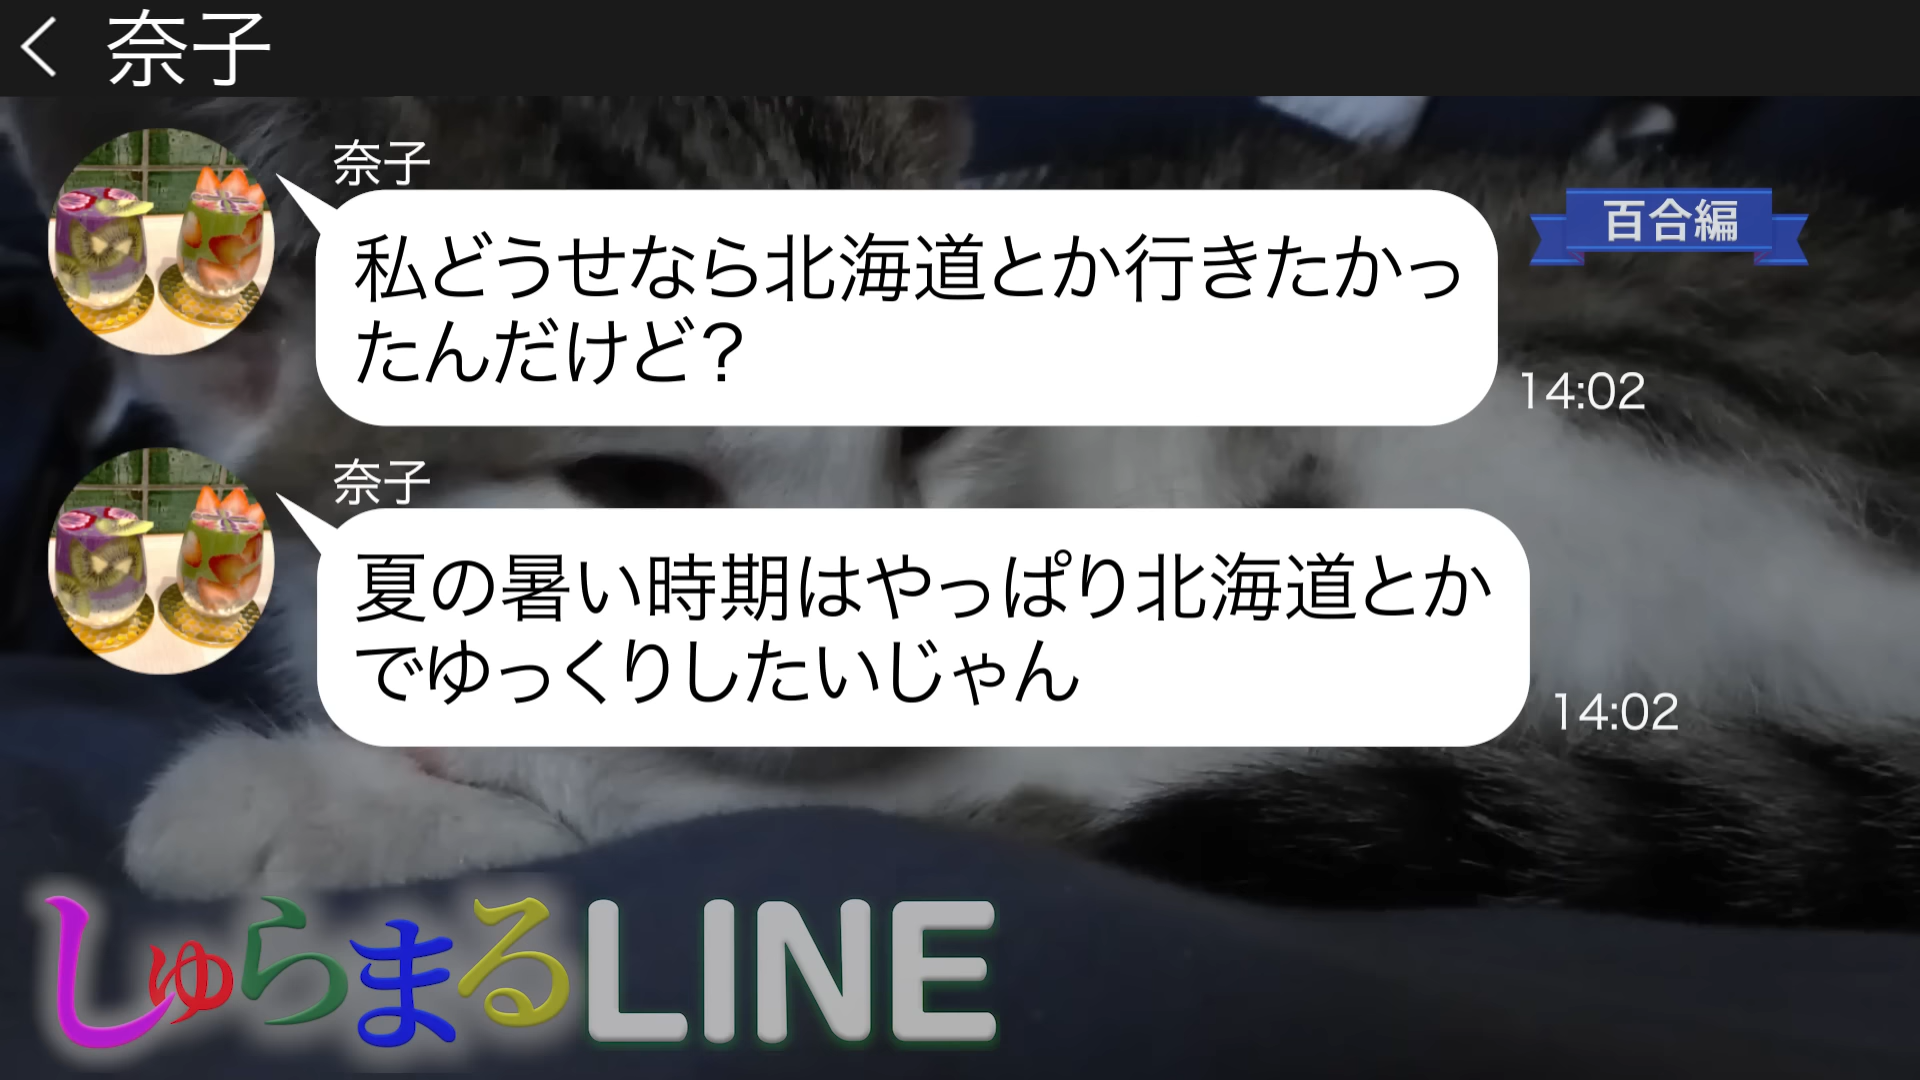 奈子
奈子
百合編
私どうせなら北海道とか行きたかっ
たんだけど?
14:02
奈子
夏の暑い時期はやっぱり北海道とか
でゆっくりしたいじゃん
14:02
しゅらまるLINE